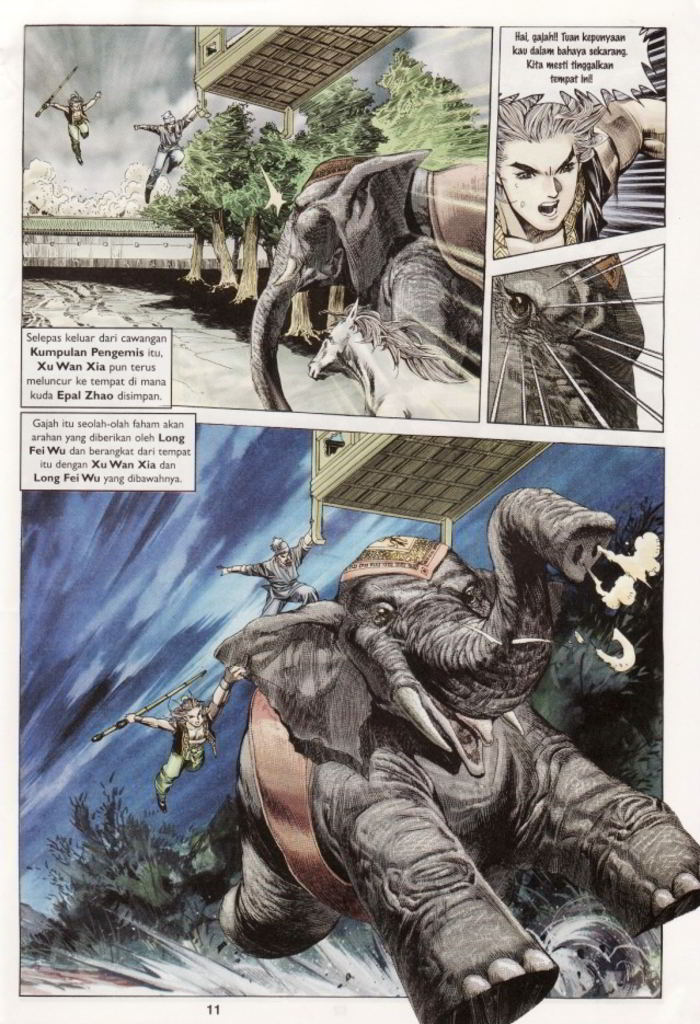 Hai, gajah!! Tuan kepunyaan
kau dalam bahaya sekarang.
Kita mesti tinggalkan
tempat ini!!
Selepas keluar dari cawangan
Kumpulan Pengemis itu,
Xu Wan Xia pun terus
meluncur ke tempat di mana
kuda Epal Zhao disimpan.
Gajah itu seolah-olah faham akan
arahan yang diberikan oleh Long
Fei Wu dan berangkat dari tempat
itu dengan Xu Wan Xia dan
Long Fei Wu yang dibawahnya.
11